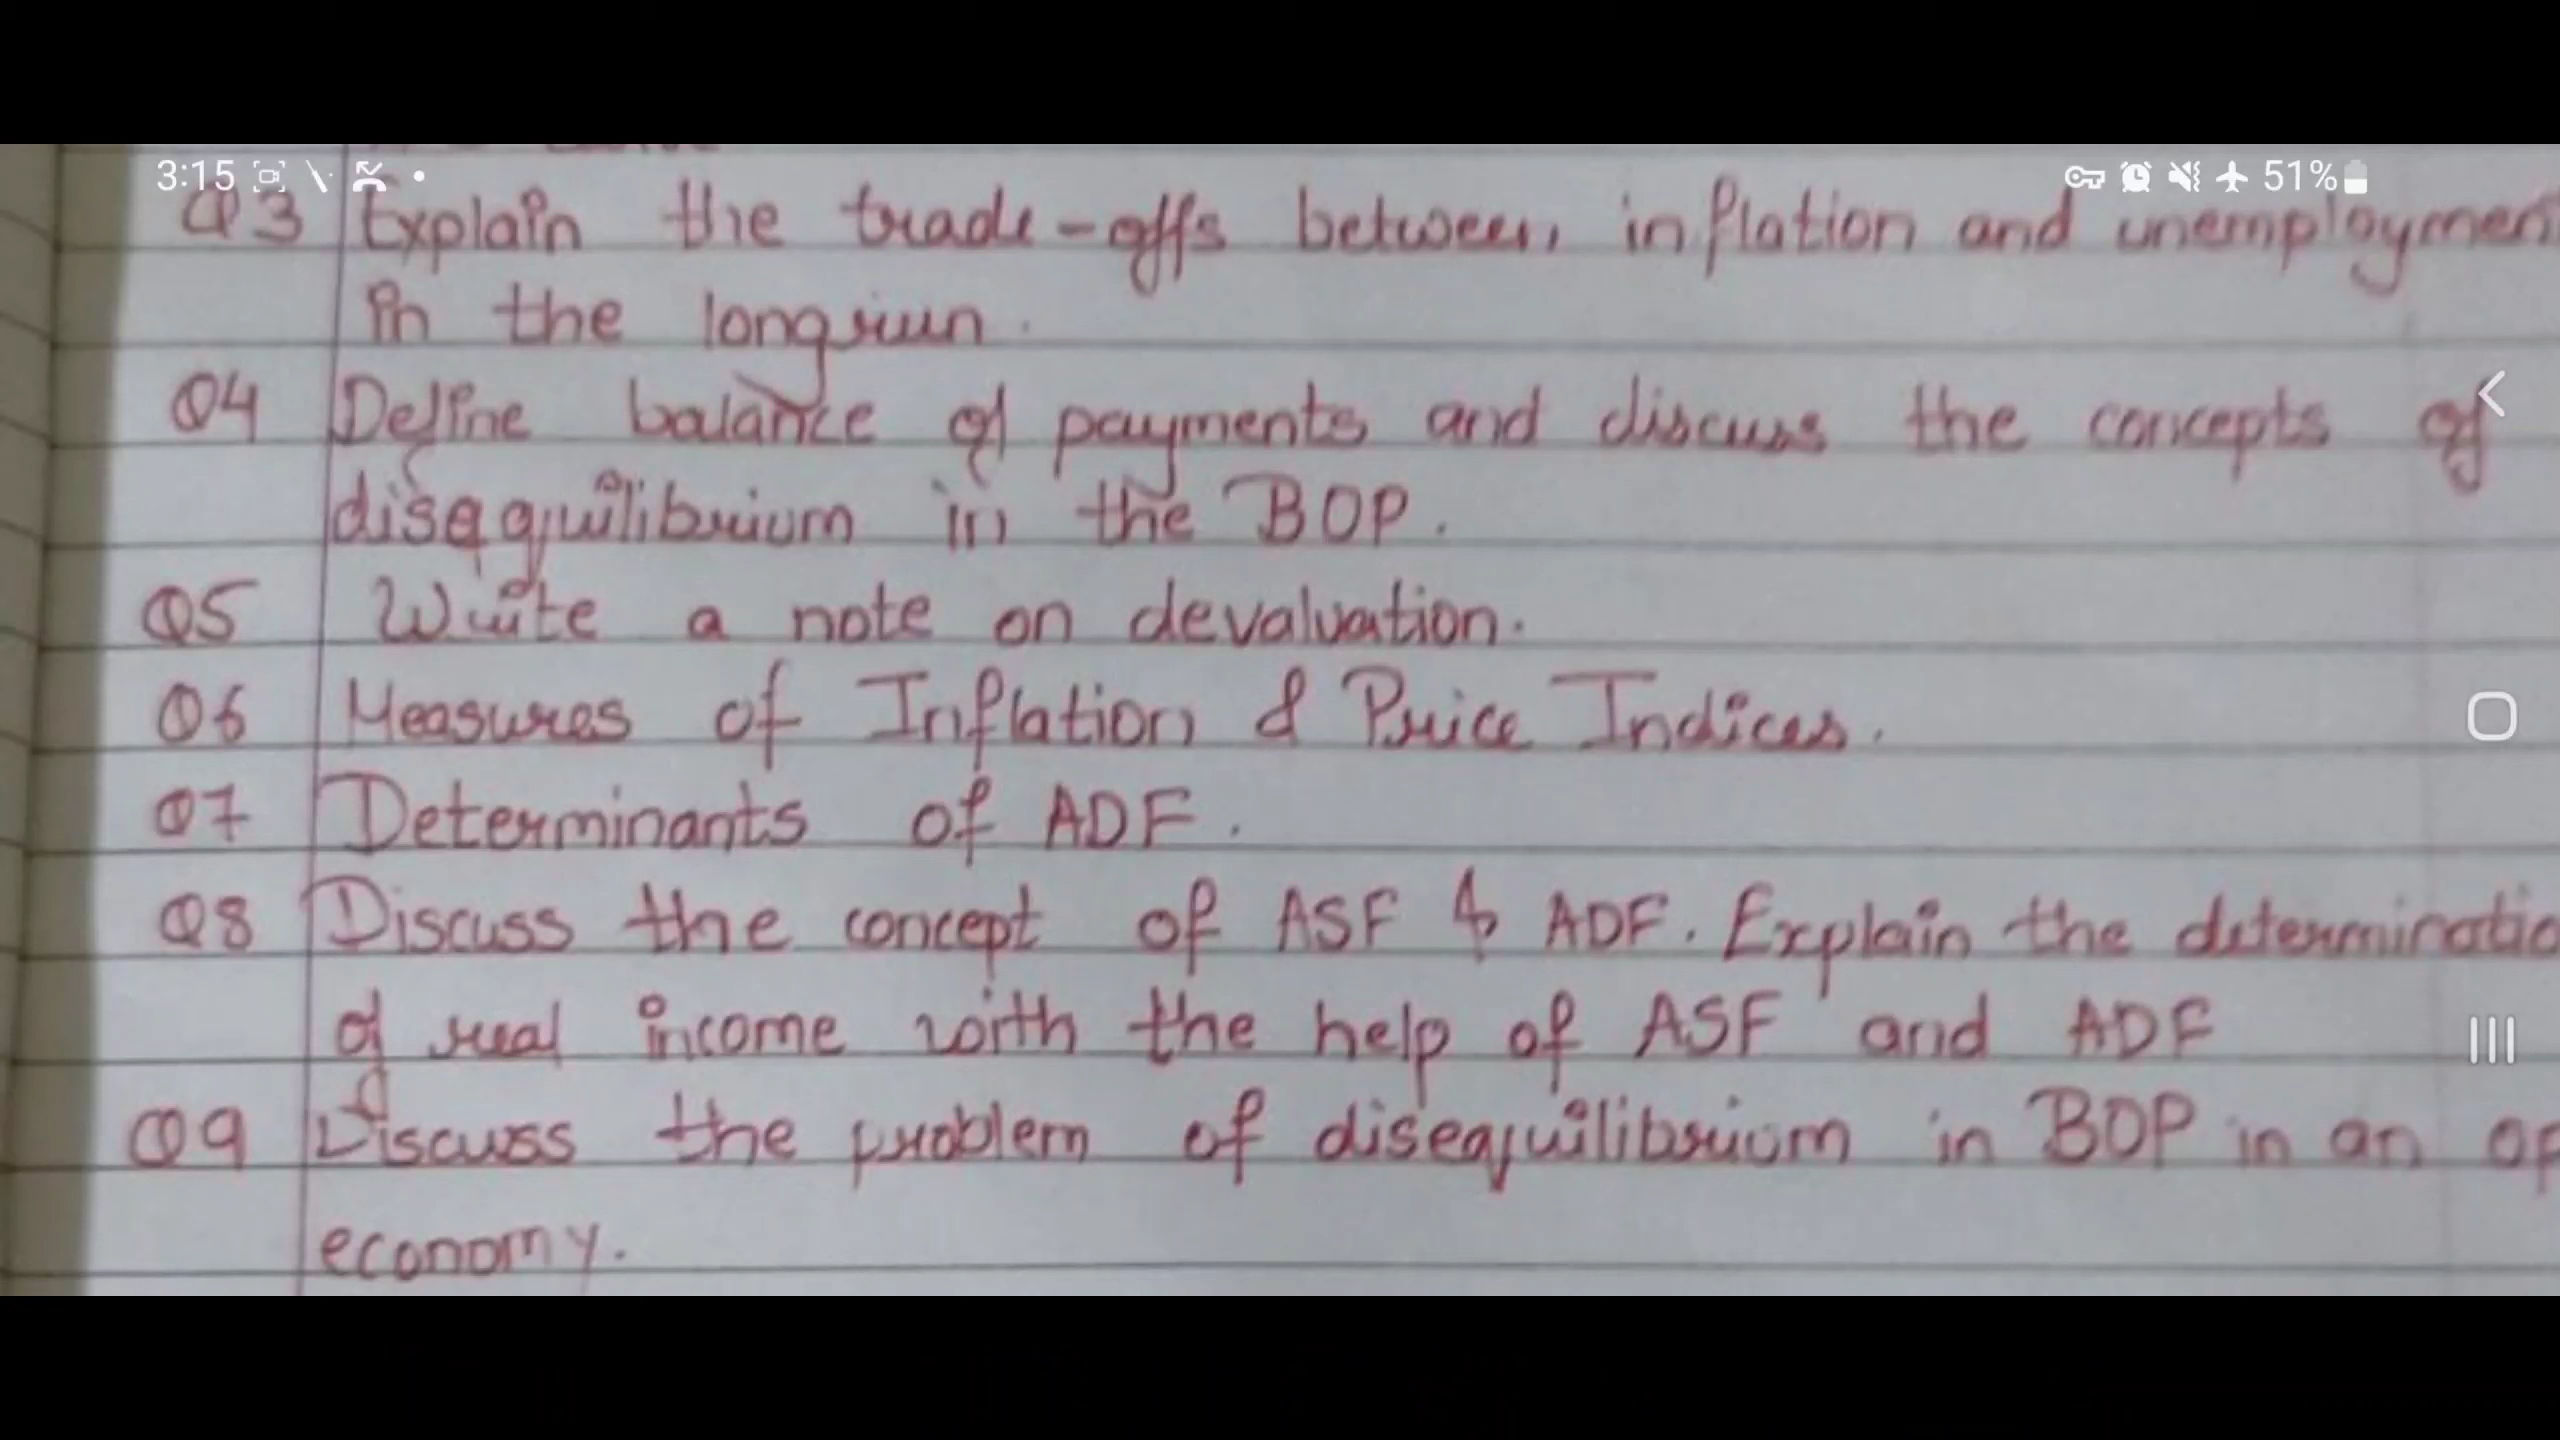 3:15 51%
Q3 Explain the trade-offs between inflation and unemployment
in the longrun.
Q4 Define balance of payments and discuss the concepts of
disequilibrium in the BOP.
Q5 Write a note on devaluation.
Q6 Measures of Inflation & Price Indices.
Q7 Determinants of ADF.
Q8 Discuss the concept of ASF & ADF. Explain the determinatio
of real income with the help of ASF and ADF
Q9 Discuss the problem of disequilibrium in BOP in an op
economy.